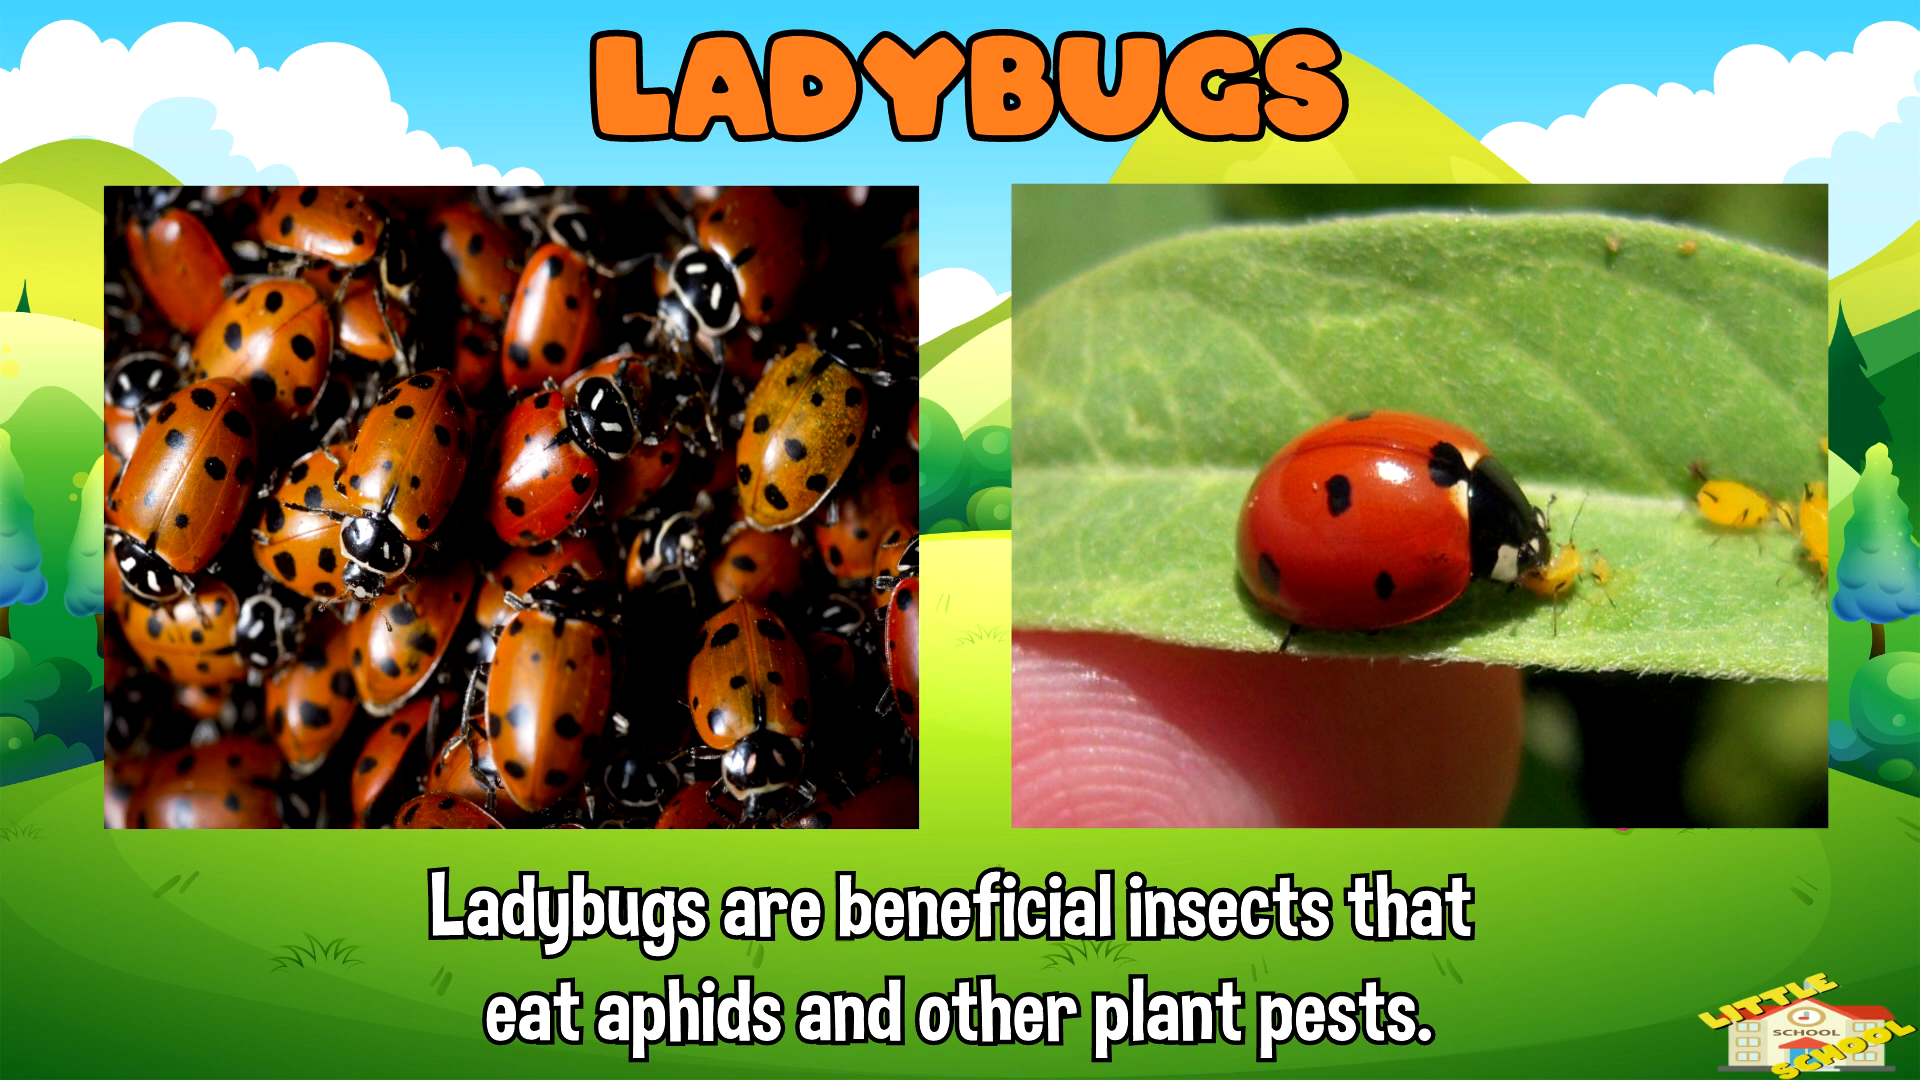 LADYBUGS
Ladybugs are beneficial insects that
eat aphids and other plant pests.
LITTLE
SCHOOL
SCHOOL